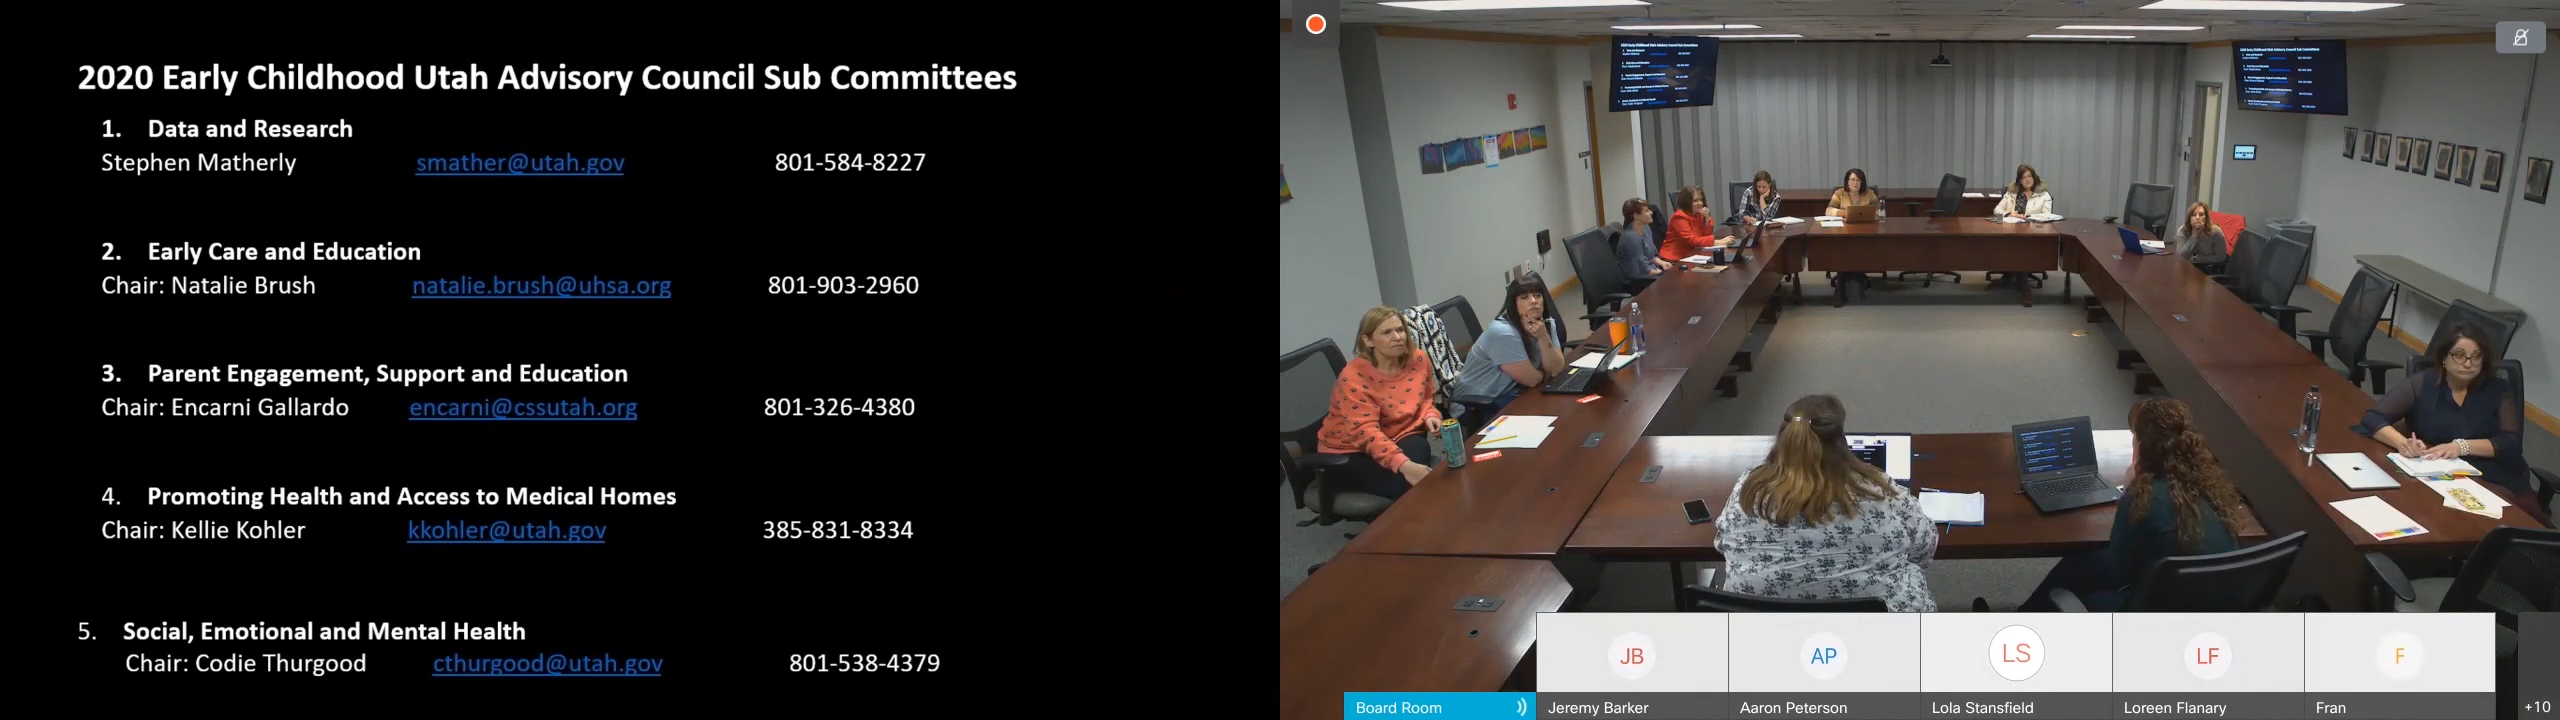 2020 Early Childhood Utah Advisory Council Sub Committees
1. Data and Research
Stephen Matherly smather@utah.gov 801-584-8227
2. Early Care and Education
Chair: Natalie Brush natalie.brush@uhsa.org 801-903-2960
3. Parent Engagement, Support and Education
Chair: Encarni Gallardo encarni@cssutah.org 801-326-4380
4. Promoting Health and Access to Medical Homes
Chair: Kellie Kohler kkohler@utah.gov 385-831-8334
5. Social, Emotional and Mental Health
Chair: Codie Thurgood cthurgood@utah.gov 801-538-4379
JB AP LS LF F
Board Room Jeremy Barker Aaron Peterson Lola Stansfield Loreen Flanary Fran +10